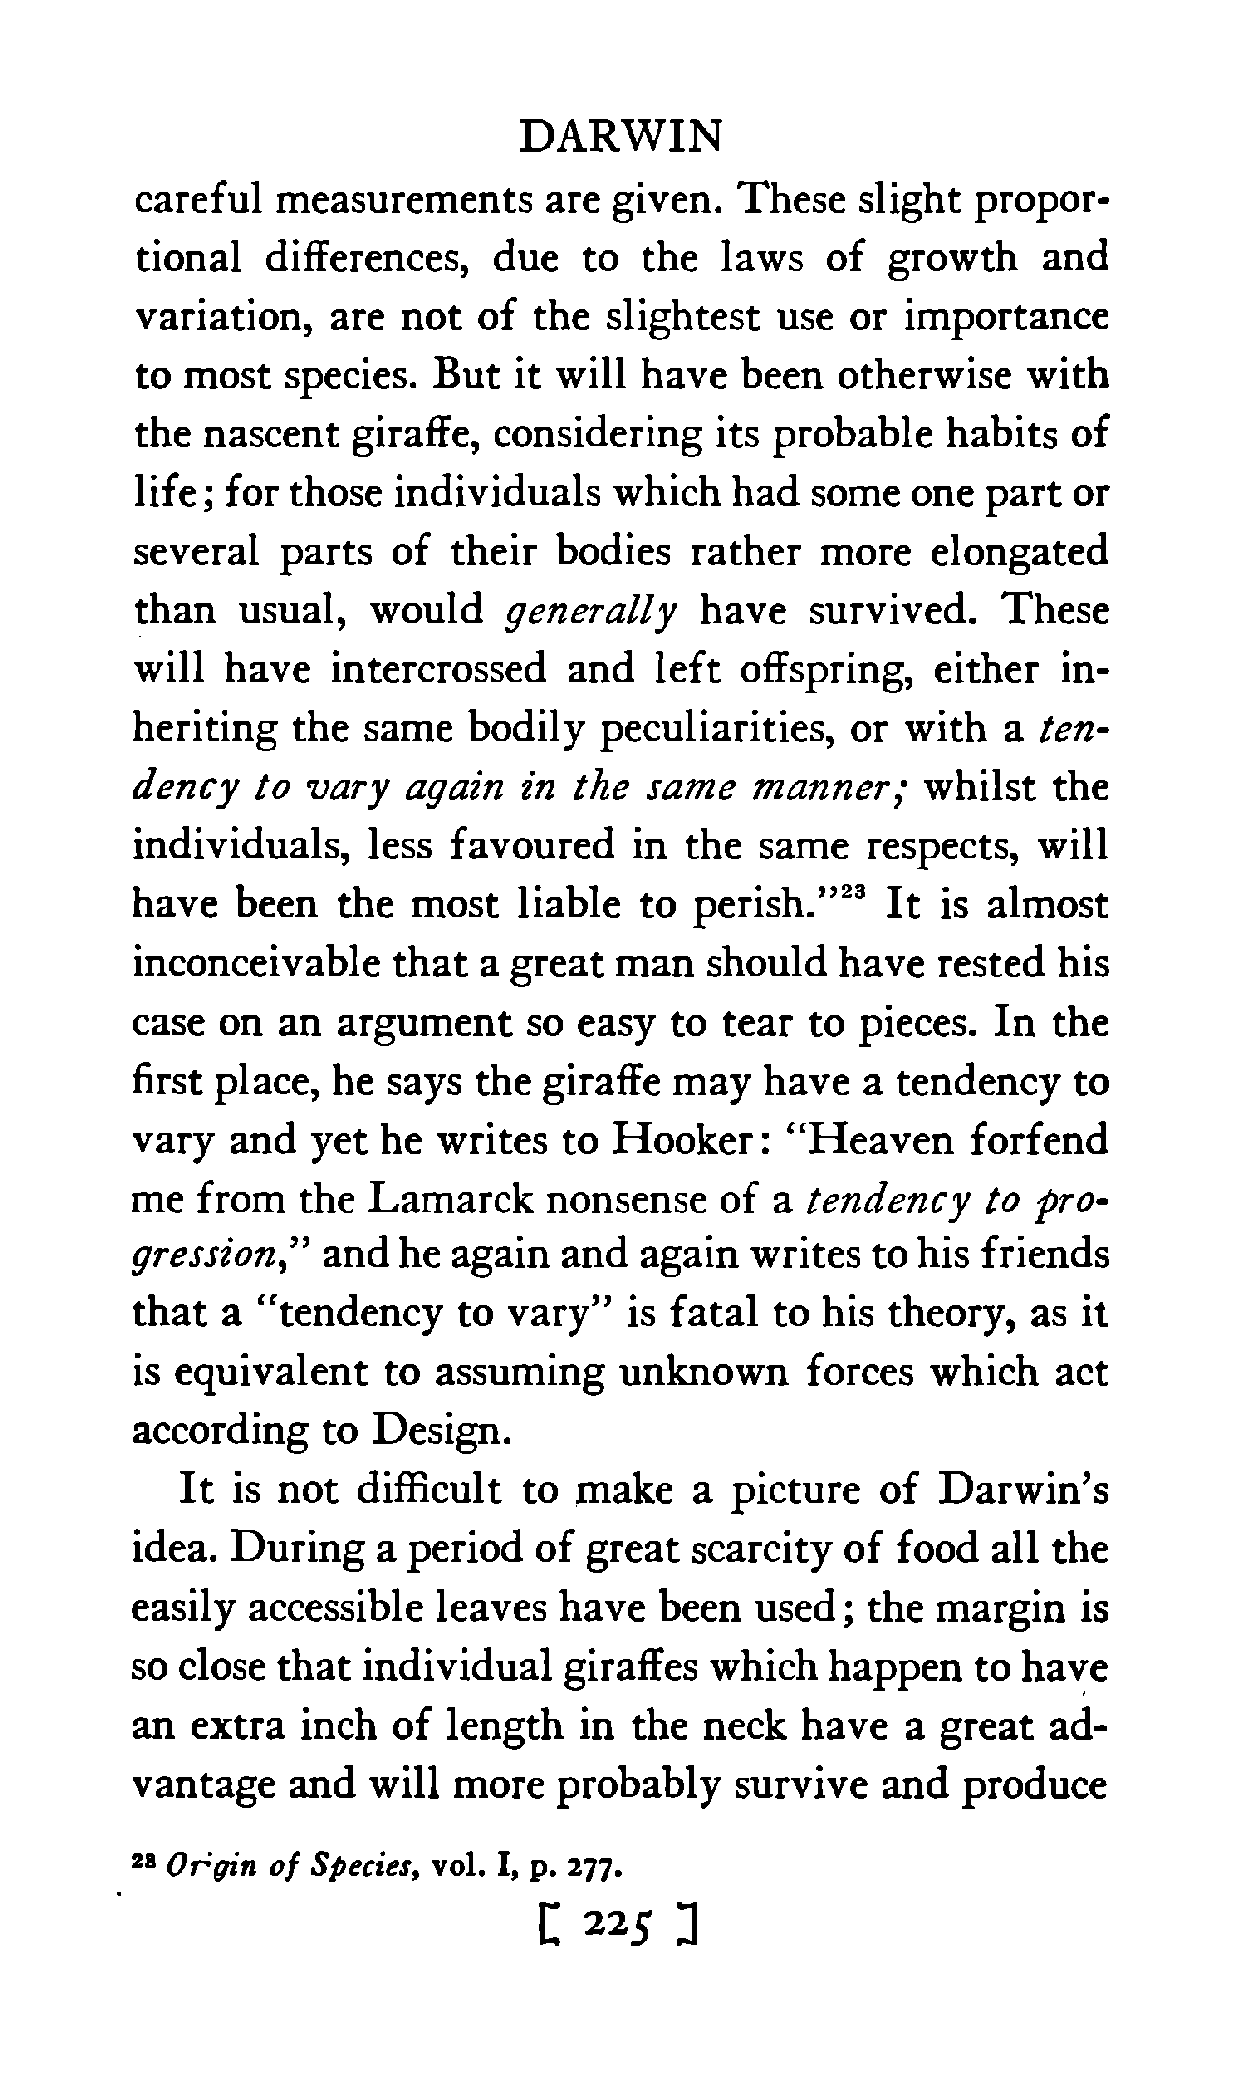 DARWIN
careful measurements are given. These slight propor-
tional differences, due to the laws of growth and
variation, are not of the slightest use or importance
to most species. But it will have been otherwise with
the nascent giraffe, considering its probable habits of
life; for those individuals which had some one part or
several parts of their bodies rather more elongated
than usual, would generally have survived. These
will have intercrossed and left offspring, either in-
heriting the same bodily peculiarities, or with a ten-
dency to vary again in the same manner; whilst the
individuals, less favoured in the same respects, will
have been the most liable to perish."²³ It is almost
inconceivable that a great man should have rested his
case on an argument so easy to tear to pieces. In the
first place, he says the giraffe may have a tendency to
vary and yet he writes to Hooker: "Heaven forfend
me from the Lamarck nonsense of a tendency to pro-
gression," and he again and again writes to his friends
that a "tendency to vary" is fatal to his theory, as it
is equivalent to assuming unknown forces which act
according to Design.
It is not difficult to make a picture of Darwin's
idea. During a period of great scarcity of food all the
easily accessible leaves have been used; the margin is
so close that individual giraffes which happen to have
an extra inch of length in the neck have a great ad-
vantage and will more probably survive and produce
²³ Origin of Species, vol. I, p. 277.
[ 225 ]